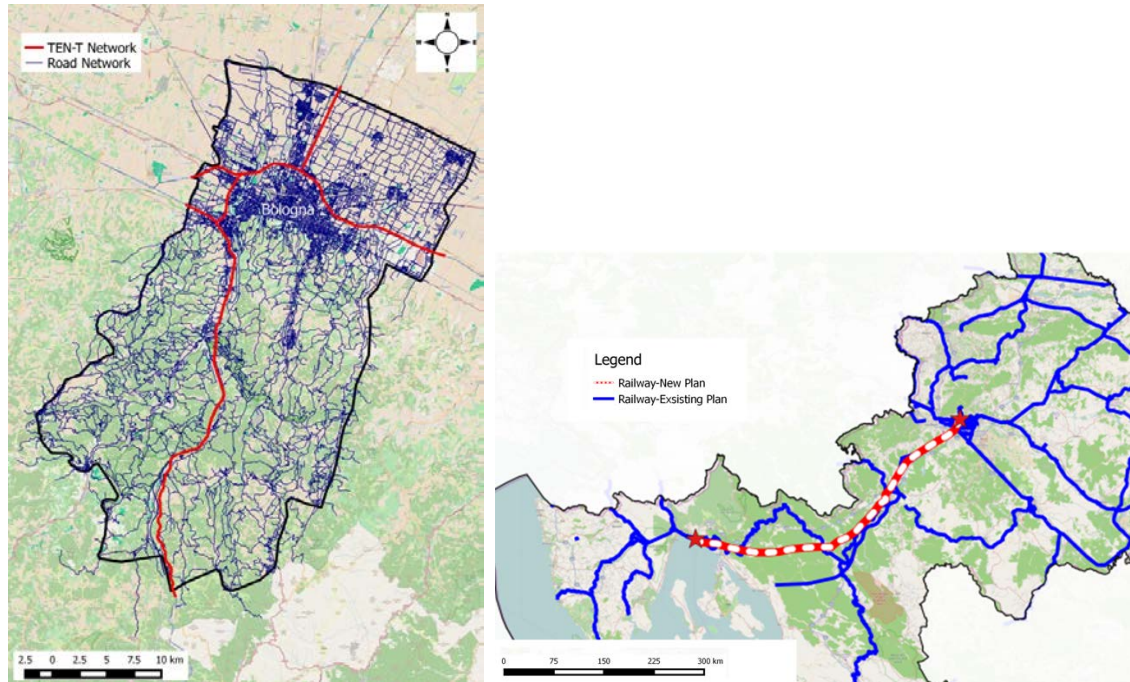 TEN-T Network
Road Network
N
W
E
S
Bologna
2.5 0 2.5 5 7.5 10 km
Legend
Railway-New Plan
Railway-Exsisting Plan
0 75 150 225 300 km